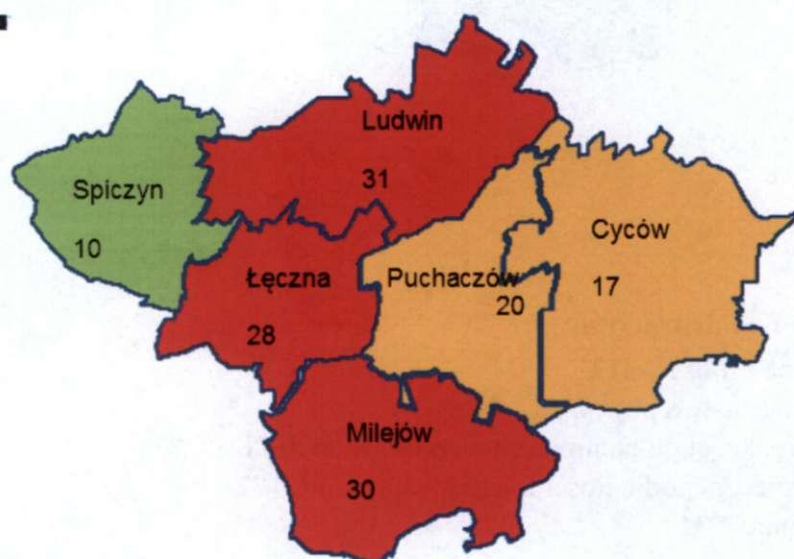 Ludwin
31
Spiczyn
10
Cyców
17
Łęczna
28
Puchaczów
20
Milejów
30